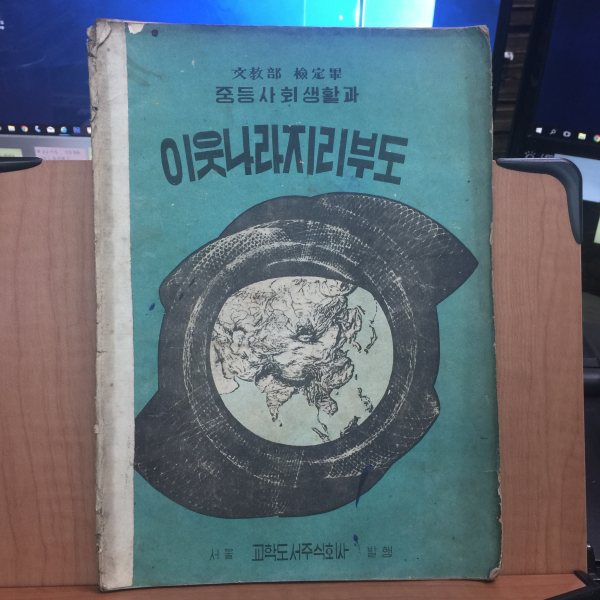 文敎部 檢定畢
중등사회생활과
이웃나라지리부도
서울 교학도서주식회사 발행